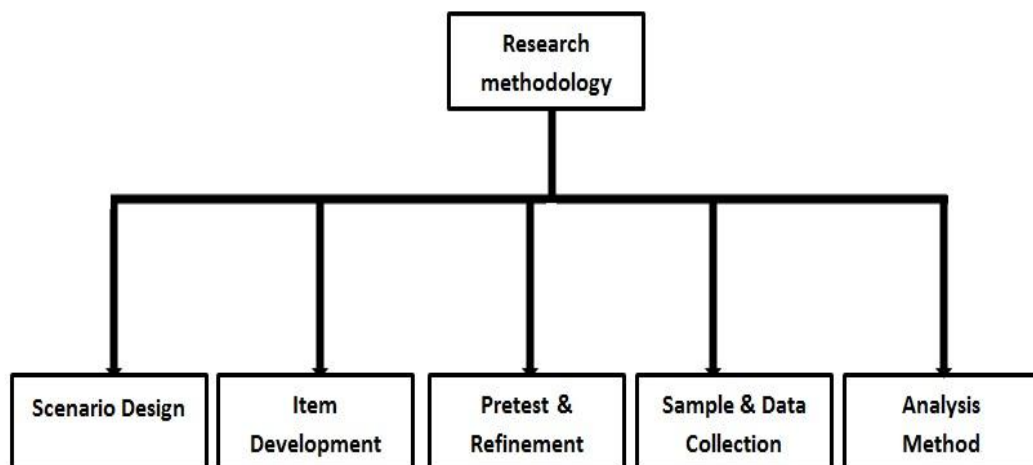 Research
methodology
Scenario Design
Item
Development
Pretest &
Refinement
Sample & Data
Collection
Analysis
Method